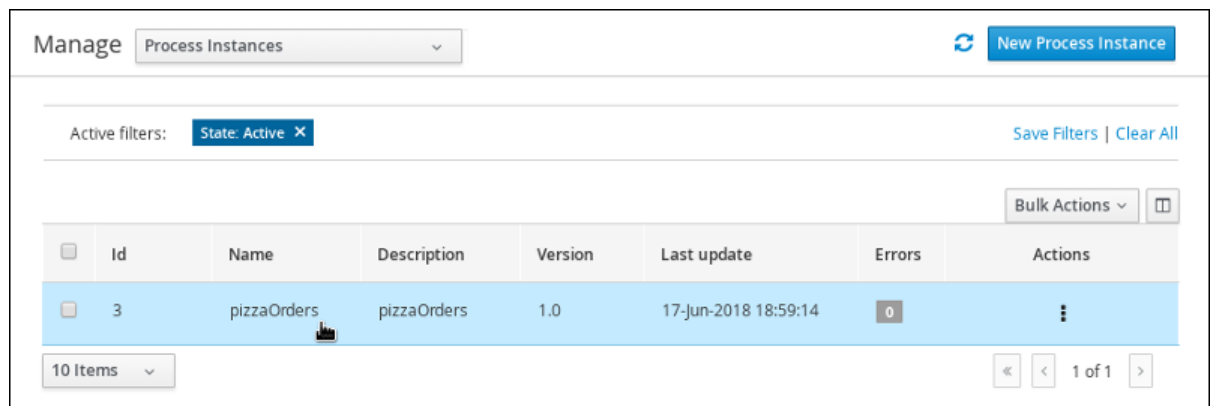 Manage Process Instances New Process Instance
Active filters: State: Active × Save Filters | Clear All
Bulk Actions
Id Name Description Version Last update Errors Actions
3 pizzaOrders pizzaOrders 1.0 17-Jun-2018 18:59:14 0
10 Items « < 1 of 1 >